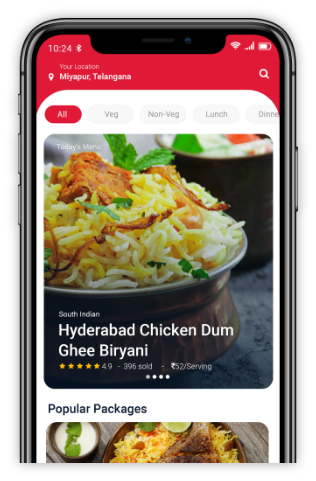 10:24
Your Location
Miyapur, Telangana
All Veg Non-Veg Lunch Dinne
Today's Menu
South Indian
Hyderabad Chicken Dum
Ghee Biryani
4.9 - 396 sold - ₹52/Serving
Popular Packages